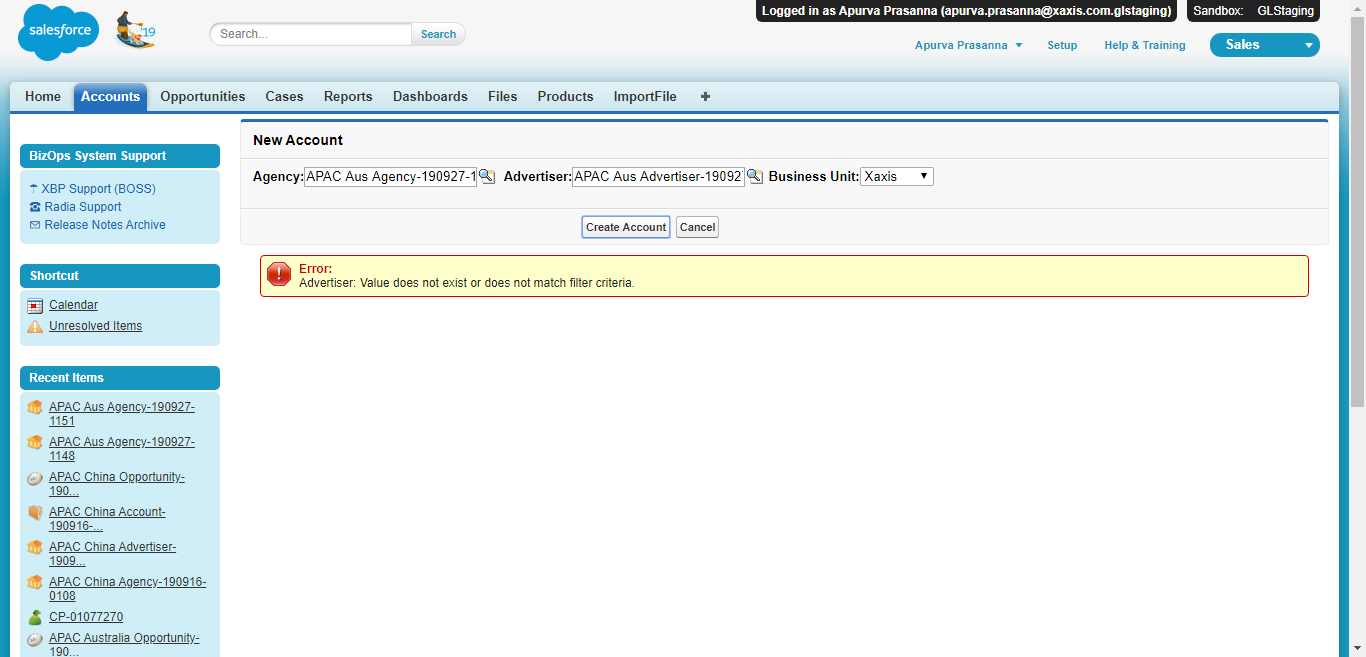 Logged in as Apurva Prasanna (apurva.prasanna@xaxis.com.glstaging)
Sandbox: GLStaging
salesforce
'19
Search...
Search
Apurva Prasanna
Setup
Help & Training
Sales
Home Accounts Opportunities Cases Reports Dashboards Files Products ImportFile +
BizOps System Support
XBP Support (BOSS)
Radia Support
Release Notes Archive
Shortcut
Calendar
Unresolved Items
Recent Items
APAC Aus Agency-190927-
1151
APAC Aus Agency-190927-
1148
APAC China Opportunity-
190...
APAC China Account-
190916-...
APAC China Advertiser-
1909...
APAC China Agency-190916-
0108
CP-01077270
APAC Australia Opportunity-
190...
New Account
Agency: APAC Aus Agency-190927-1 Advertiser: APAC Aus Advertiser-19092 Business Unit: Xaxis
Create Account Cancel
Error:
Advertiser: Value does not exist or does not match filter criteria.